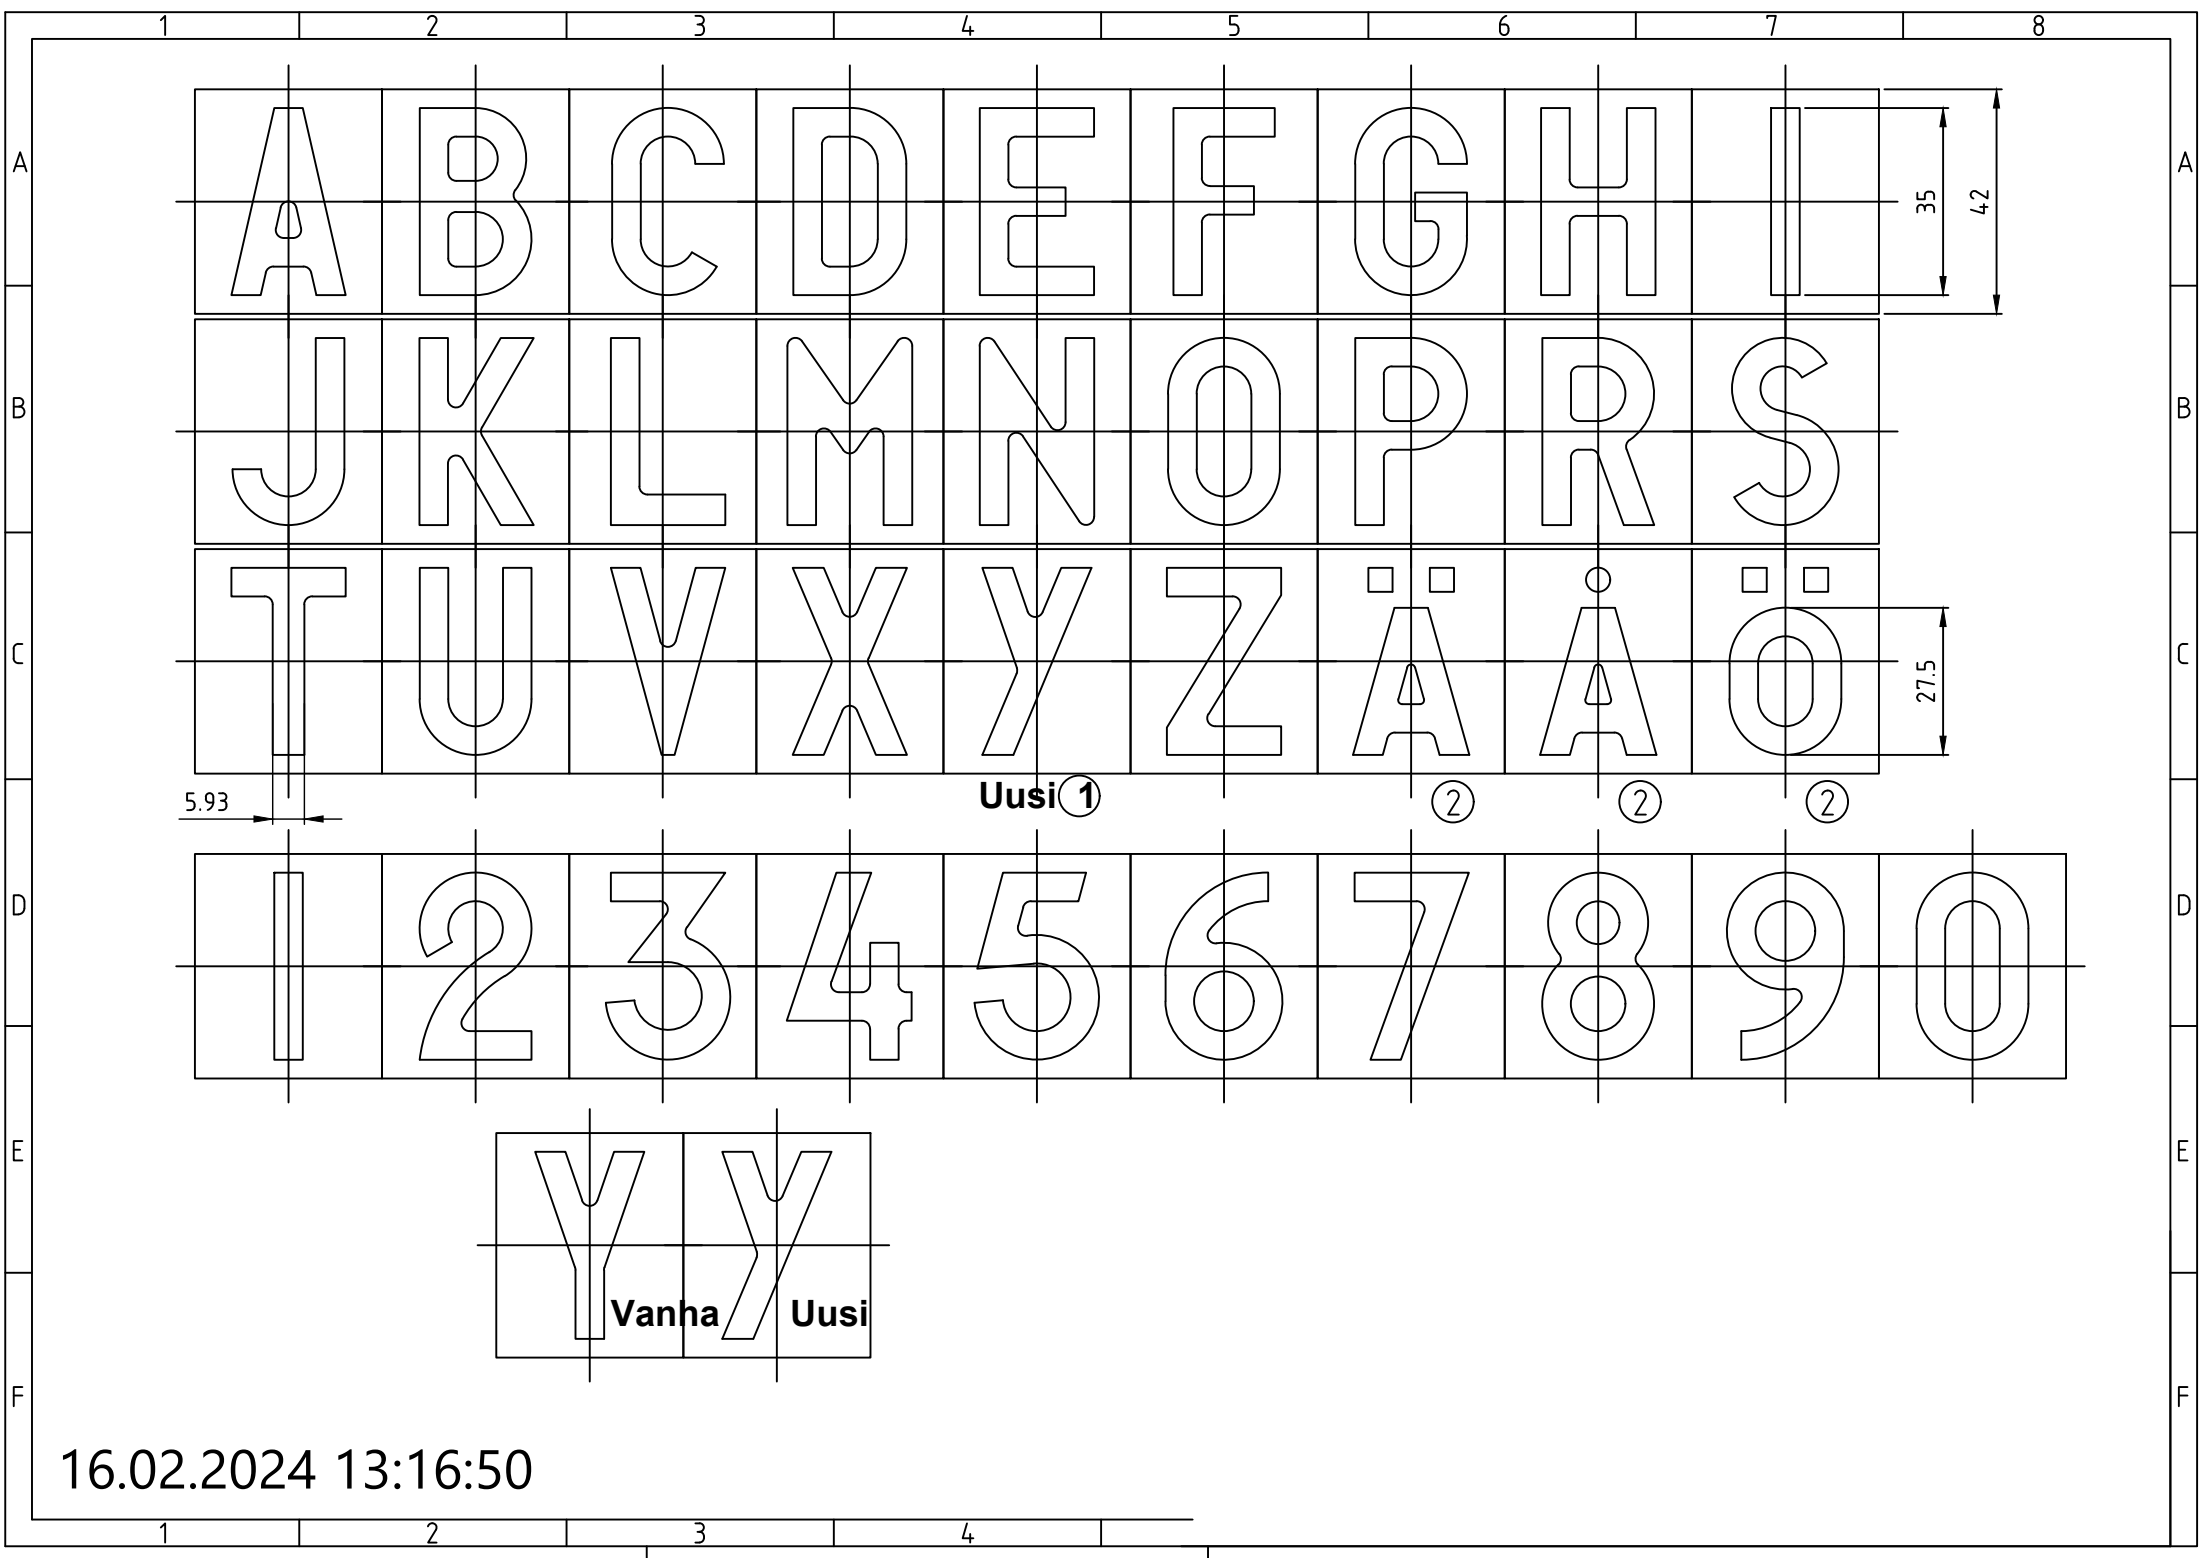 1 2 3 4 5 6 7 8
A A B C D E F G H I 35 42 A
B J K L M N O P R S B
C T U V X Y Z Ä Å Ö 27.5 C
5.93 Uusi 1 2 2 2
D 1 2 3 4 5 6 7 8 9 0 D
E Y Y E
Vanha Uusi
F F
16.02.2024 13:16:50
1 2 3 4